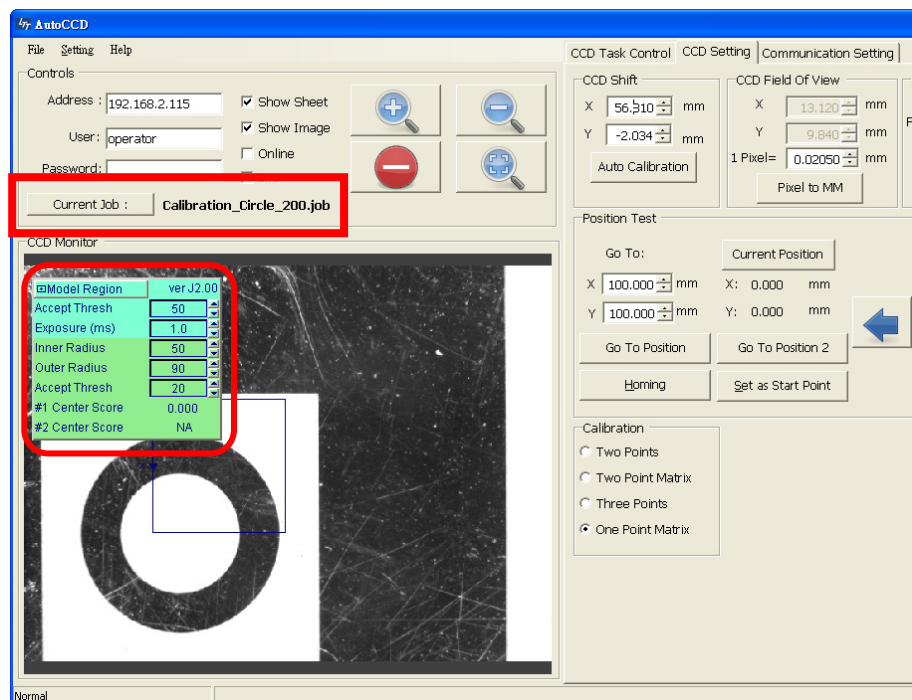 LTT AutoCCD
File Setting Help
Controls
Address : 192.168.2.115
User: operator
Password:
Show Sheet
Show Image
Online
Current Job : Calibration_Circle_200.job
CCD Monitor
Model Region ver J2.00
Accept Thresh 50
Exposure (ms) 1.0
Inner Radius 50
Outer Radius 90
Accept Thresh 20
#1 Center Score 0.000
#2 Center Score NA
CCD Task Control CCD Setting Communication Setting
CCD Shift
X 56.310 mm
Y -2.034 mm
Auto Calibration
CCD Field Of View
X 13.120 mm
Y 9.840 mm
1 Pixel= 0.02050 mm
Pixel to MM
Position Test
Go To:
X 100.000 mm
Y 100.000 mm
Current Position
X: 0.000 mm
Y: 0.000 mm
Go To Position Go To Position 2
Homing Set as Start Point
Calibration
Two Points
Two Point Matrix
Three Points
One Point Matrix
Normal